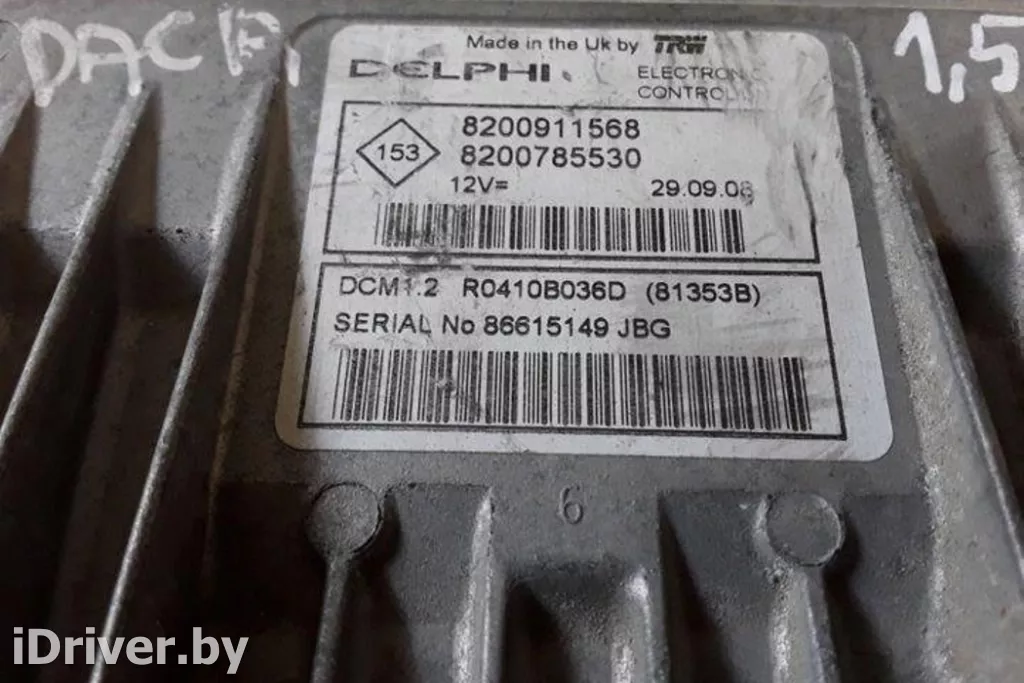 DACIA 1,5
Made in the Uk by TRW
DELPHI ELECTRONIC
CONTROL
153
8200911568
8200785530
12V= 29.09.08
DCM1.2 R0410B036D (81353B)
SERIAL No 86615149 JBG
6
iDriver.by